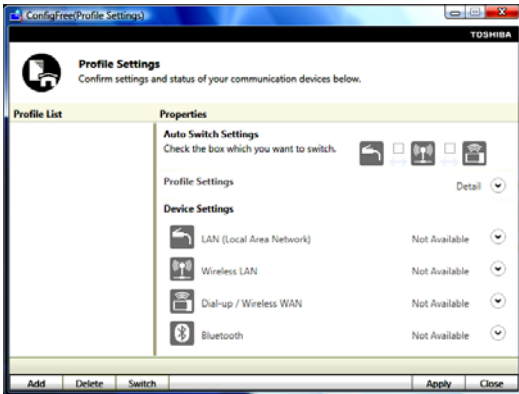 ConfigFree(Profile Settings)
TOSHIBA
Profile Settings
Confirm settings and status of your communication devices below.
Profile List
Properties
Auto Switch Settings
Check the box which you want to switch.
Profile Settings
Detail
Device Settings
LAN (Local Area Network)
Not Available
Wireless LAN
Not Available
Dial-up / Wireless WAN
Not Available
Bluetooth
Not Available
Add
Delete
Switch
Apply
Close